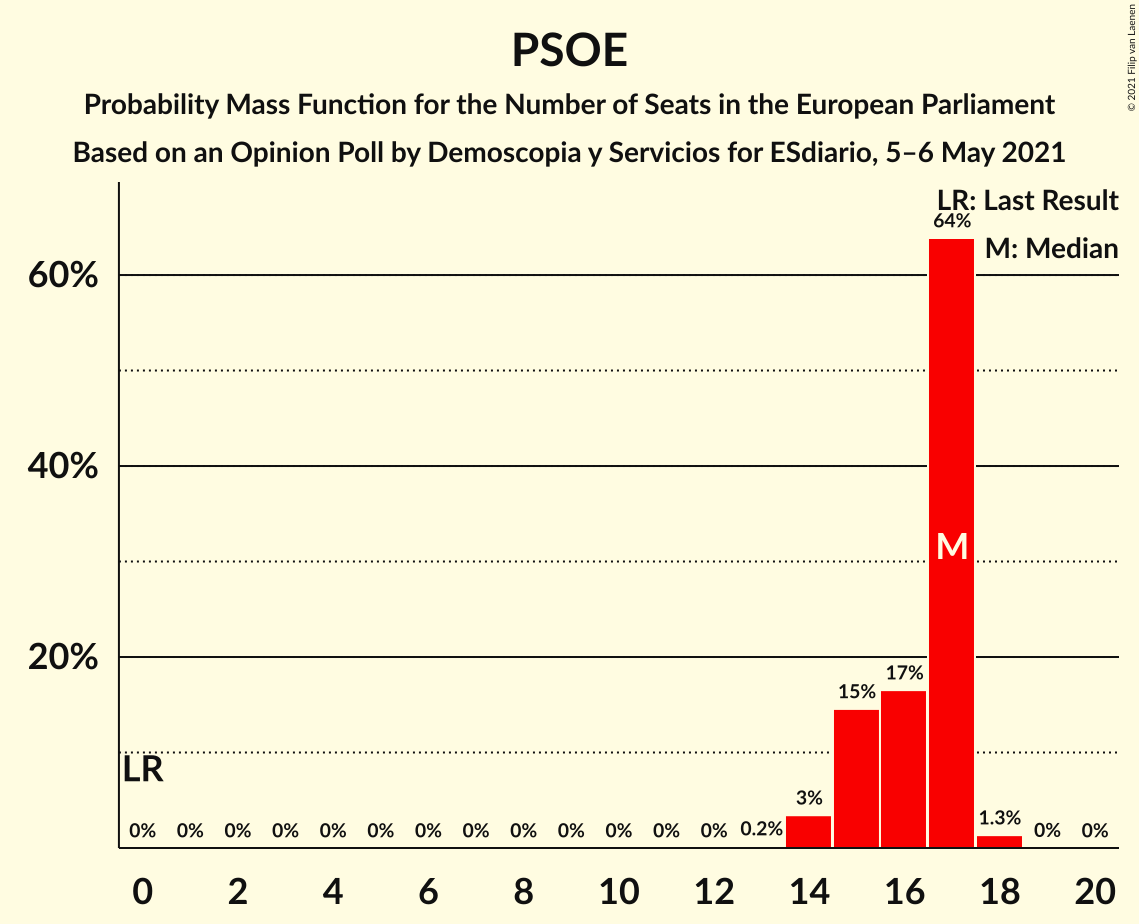 © 2021 Filip van Laenen
PSOE
Probability Mass Function for the Number of Seats in the European Parliament
Based on an Opinion Poll by Demoscopia y Servicios for ESdiario, 5–6 May 2021
LR: Last Result
M: Median
60%
40%
20%
64%
M
17%
15%
LR
3%
1.3%
0% 0% 0% 0% 0% 0% 0% 0% 0% 0% 0% 0% 0% 0.2% 0% 0%
0 2 4 6 8 10 12 14 16 18 20